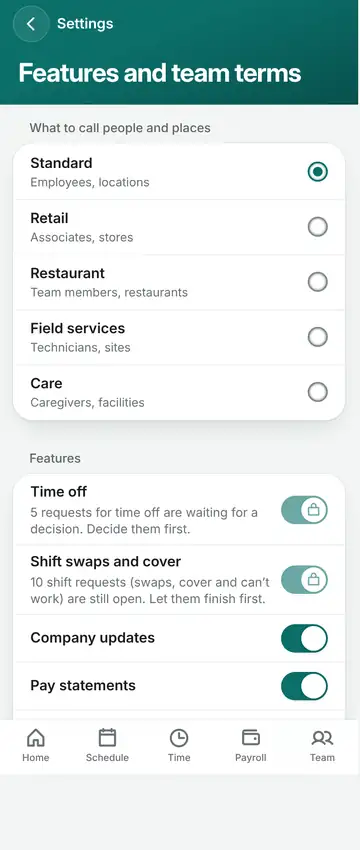 Settings
Features and team terms
What to call people and places
Standard
Employees, locations
Retail
Associates, stores
Restaurant
Team members, restaurants
Field services
Technicians, sites
Care
Caregivers, facilities
Features
Time off
5 requests for time off are waiting for a
decision. Decide them first.
Shift swaps and cover
10 shift requests (swaps, cover and can’t
work) are still open. Let them finish first.
Company updates
Pay statements
Home
Schedule
Time
Payroll
Team